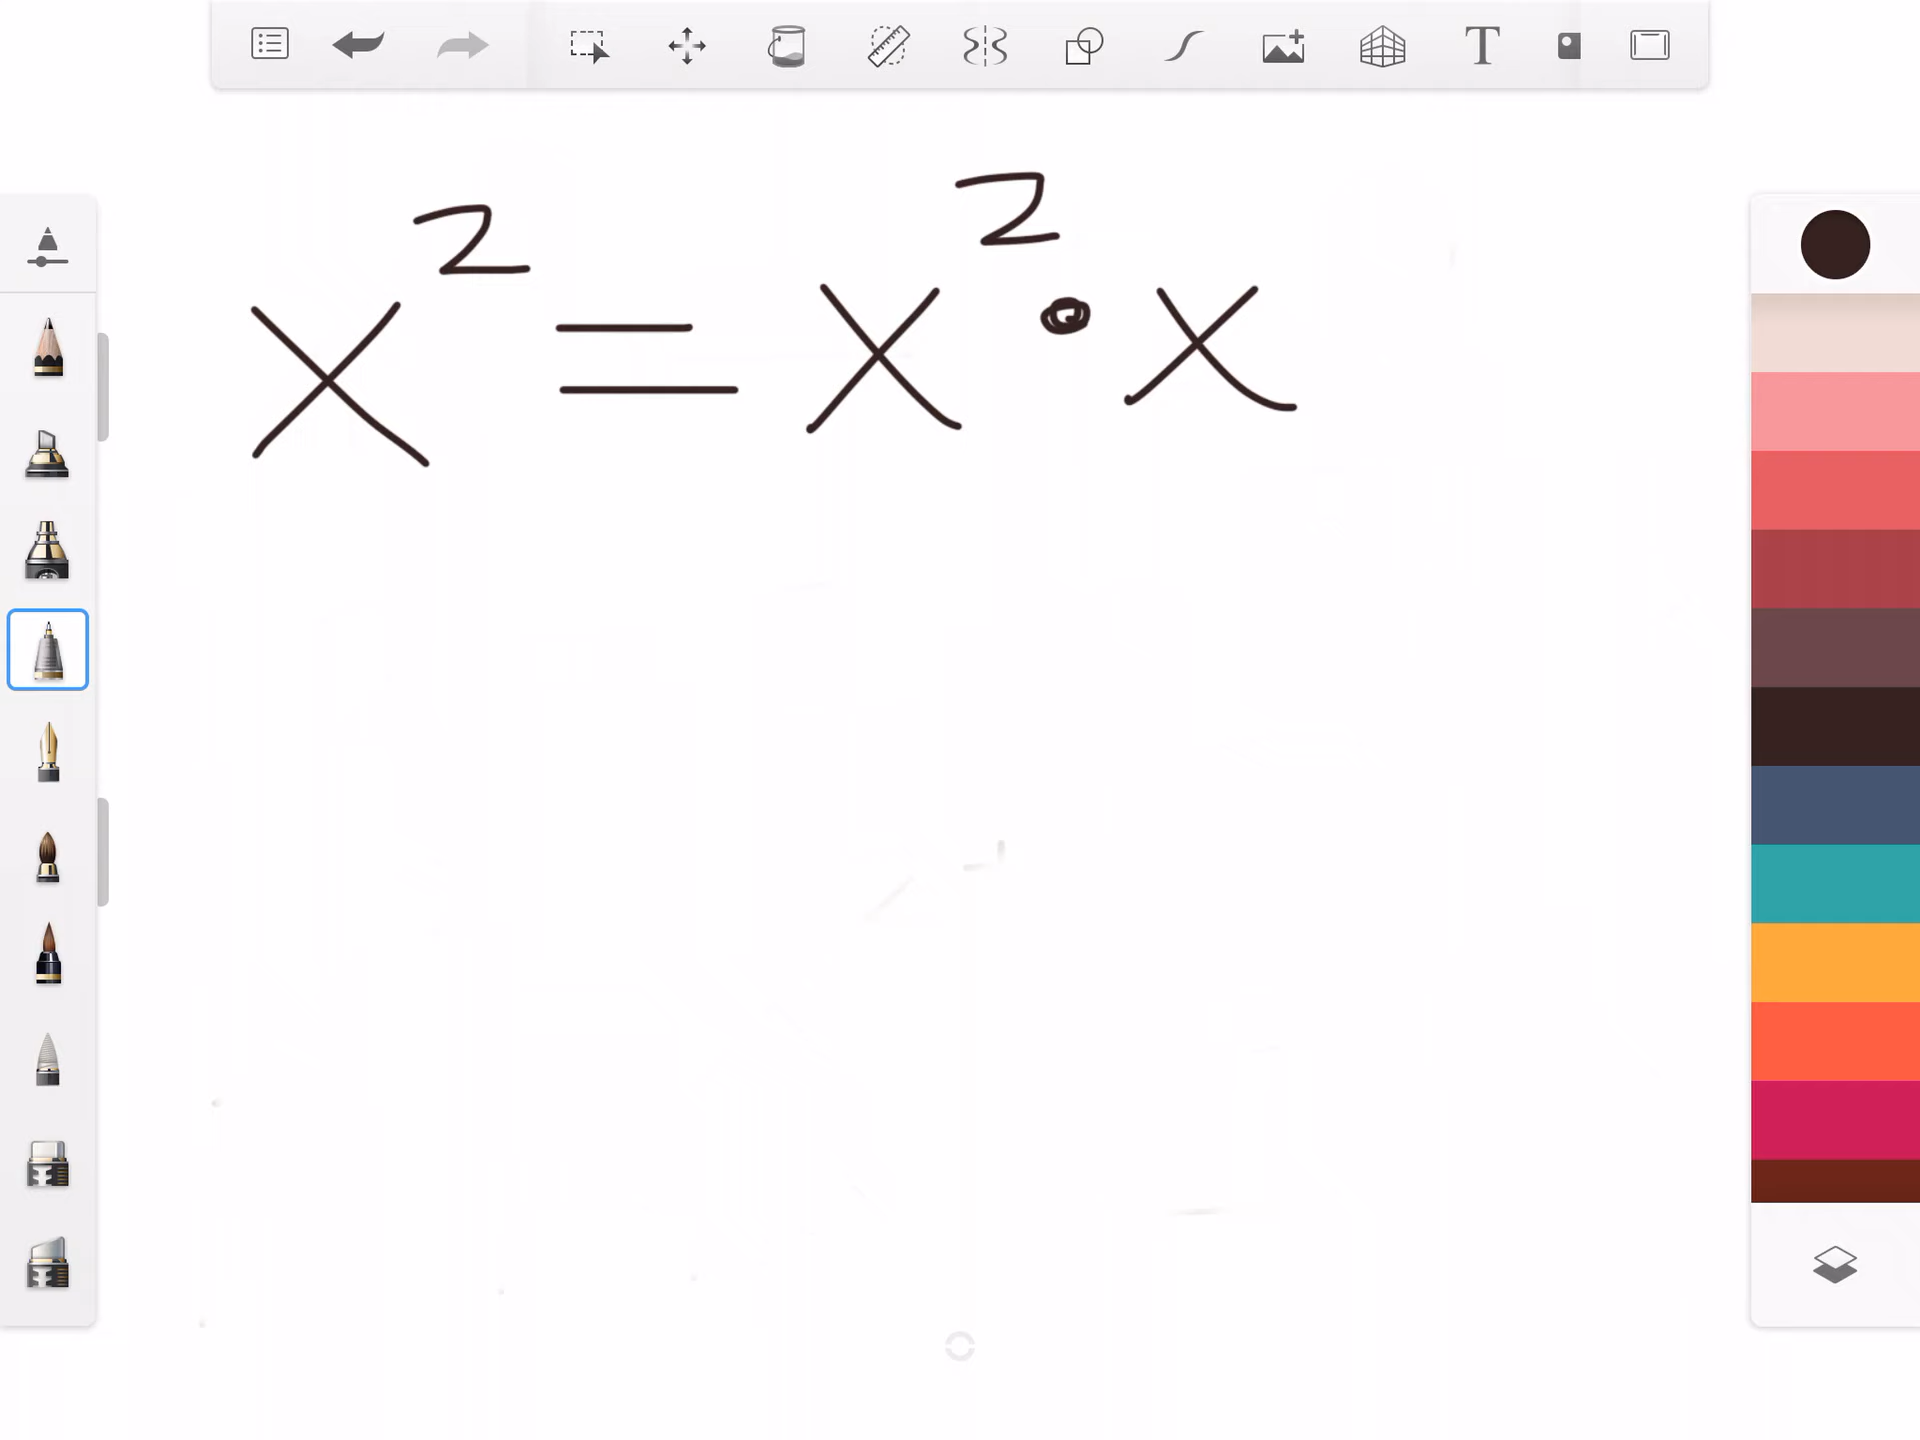 T
x² = x² • x